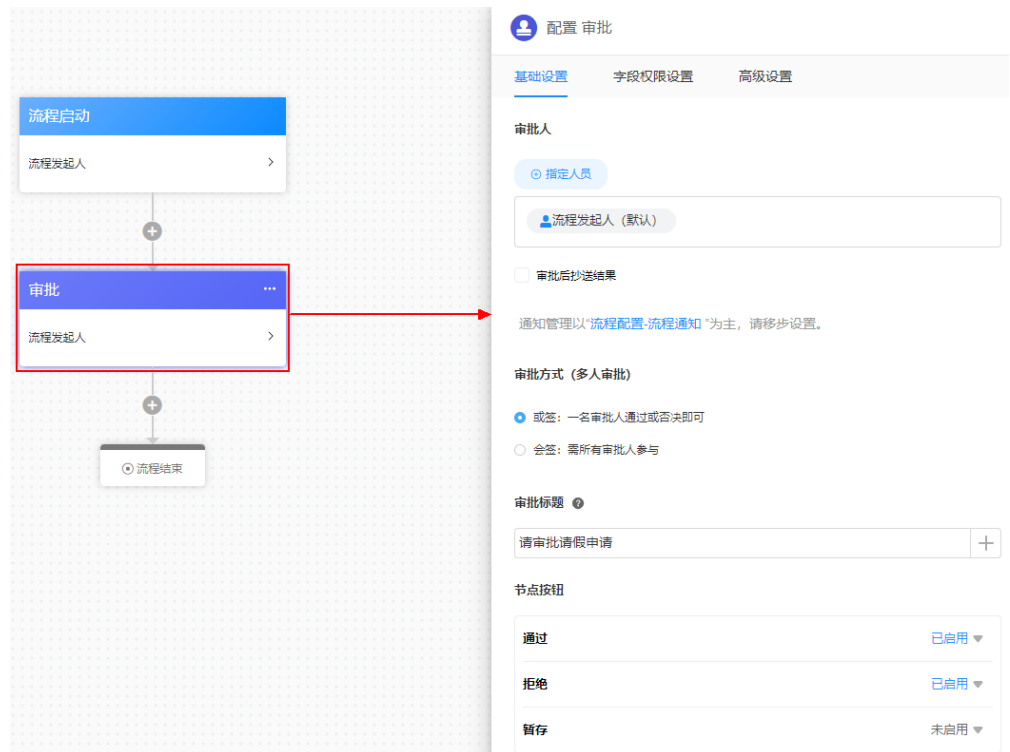 流程启动
流程发起人
审批
流程发起人
流程结束
配置 审批
基础设置 字段权限设置 高级设置
审批人
指定人员
流程发起人（默认）
审批后抄送结果
通知管理以“流程配置-流程通知 ”为主，请移步设置。
审批方式（多人审批）
或签：一名审批人通过或否决即可
会签：需所有审批人参与
审批标题
请审批请假申请
节点按钮
通过 已启用
拒绝 已启用
暂存 未启用